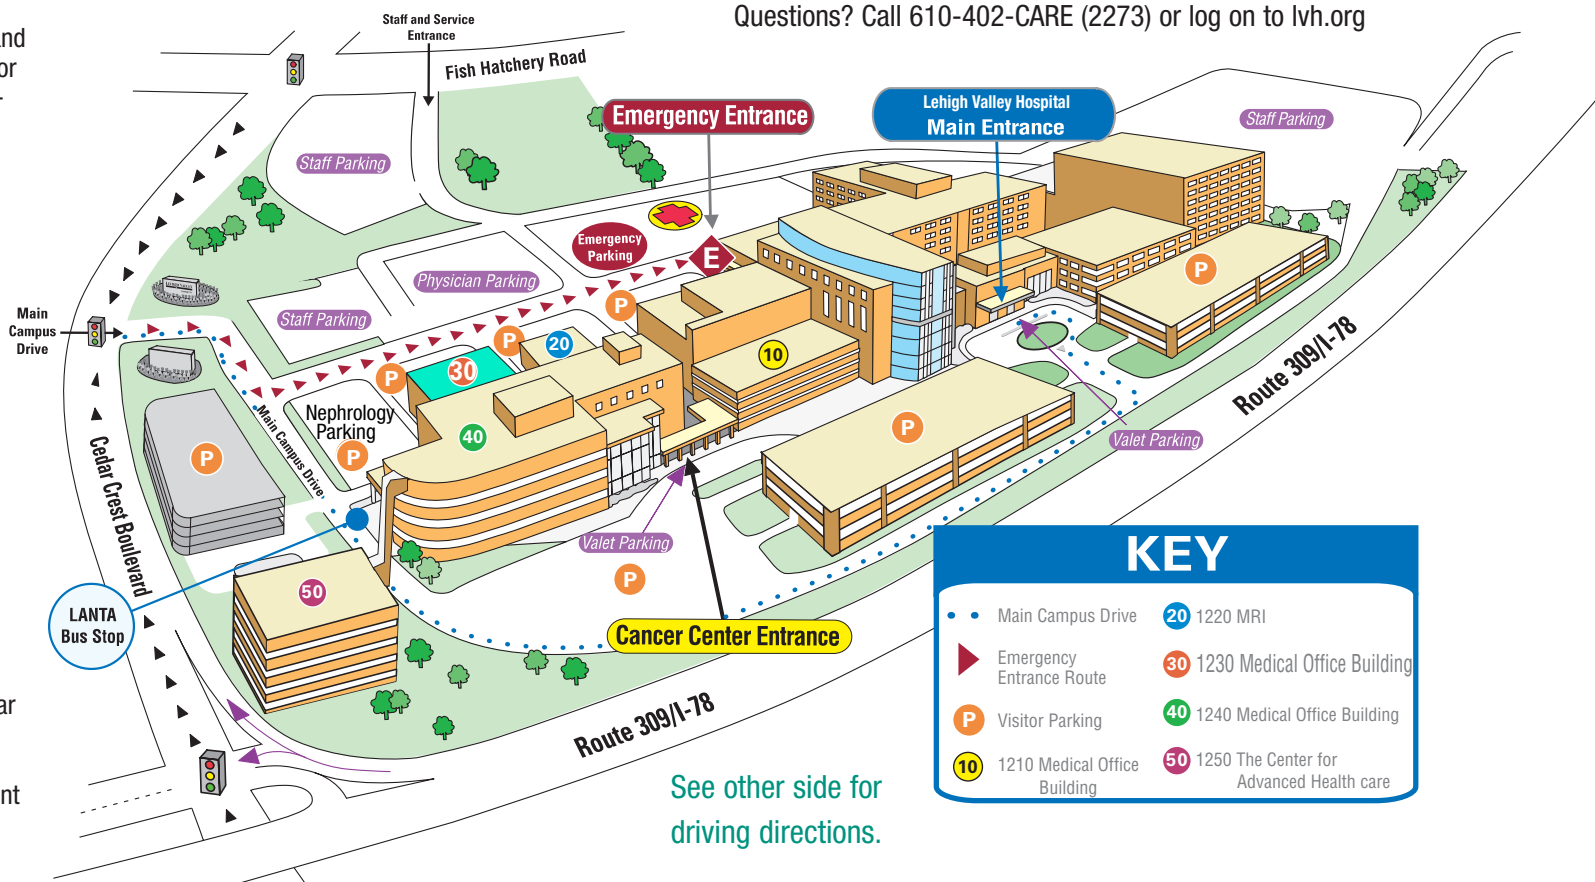 Questions? Call 610-402-CARE (2273) or log on to lvh.org
and
or
Staff and Service
Entrance
Fish Hatchery Road
Emergency Entrance
Lehigh Valley Hospital
Main Entrance
Staff Parking
Staff Parking
Emergency
Parking
E
P
Physician Parking
Staff Parking
Main
Campus
Drive
P
P
20
10
30
P
Nephrology
Parking
P
40
P
P
Main Campus Drive
Cedar Crest Boulevard
Valet Parking
Route 309/I-78
Valet Parking
P
50
LANTA
Bus Stop
Cancer Center Entrance
Route 309/I-78
ar
nt
See other side for
driving directions.
KEY
Main Campus Drive
Emergency
Entrance Route
P Visitor Parking
10 1210 Medical Office
Building
20 1220 MRI
30 1230 Medical Office Building
40 1240 Medical Office Building
50 1250 The Center for
Advanced Health care